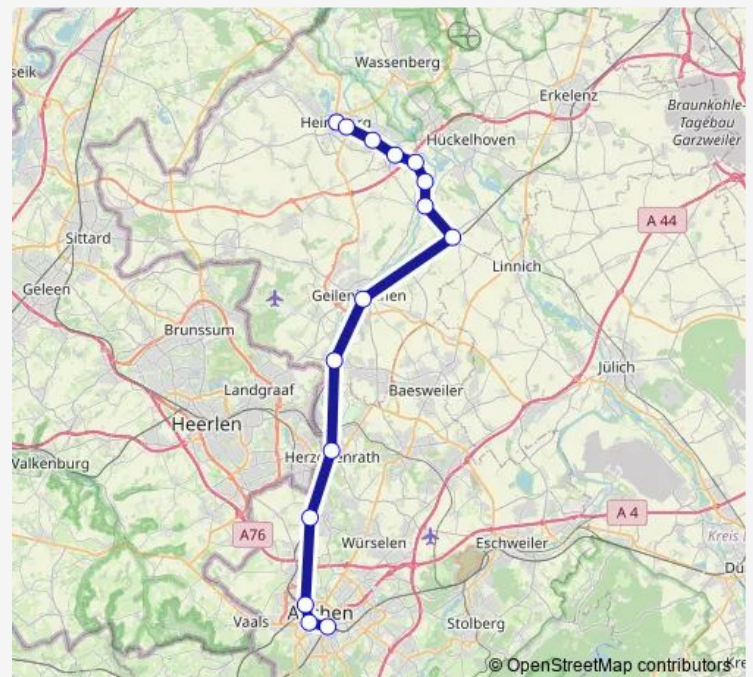 Wassenberg
Erkelenz
Braunkohle-
Tagebau
Garzweiler
Hückelhoven
A 44
Sittard
Linnich
Geleen
Brunssum
Jülich
Landgraaf
Baesweiler
Heerlen
Valkenburg
A 4
A76
Würselen
Eschweiler
Kreis
Vaals
Stolberg
© OpenStreetMap contributors